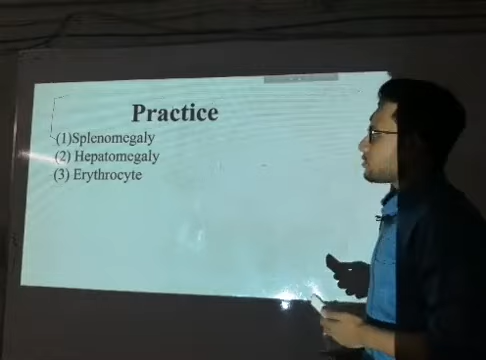 Practice
(1)Splenomegaly
(2) Hepatomegaly
(3) Erythrocyte